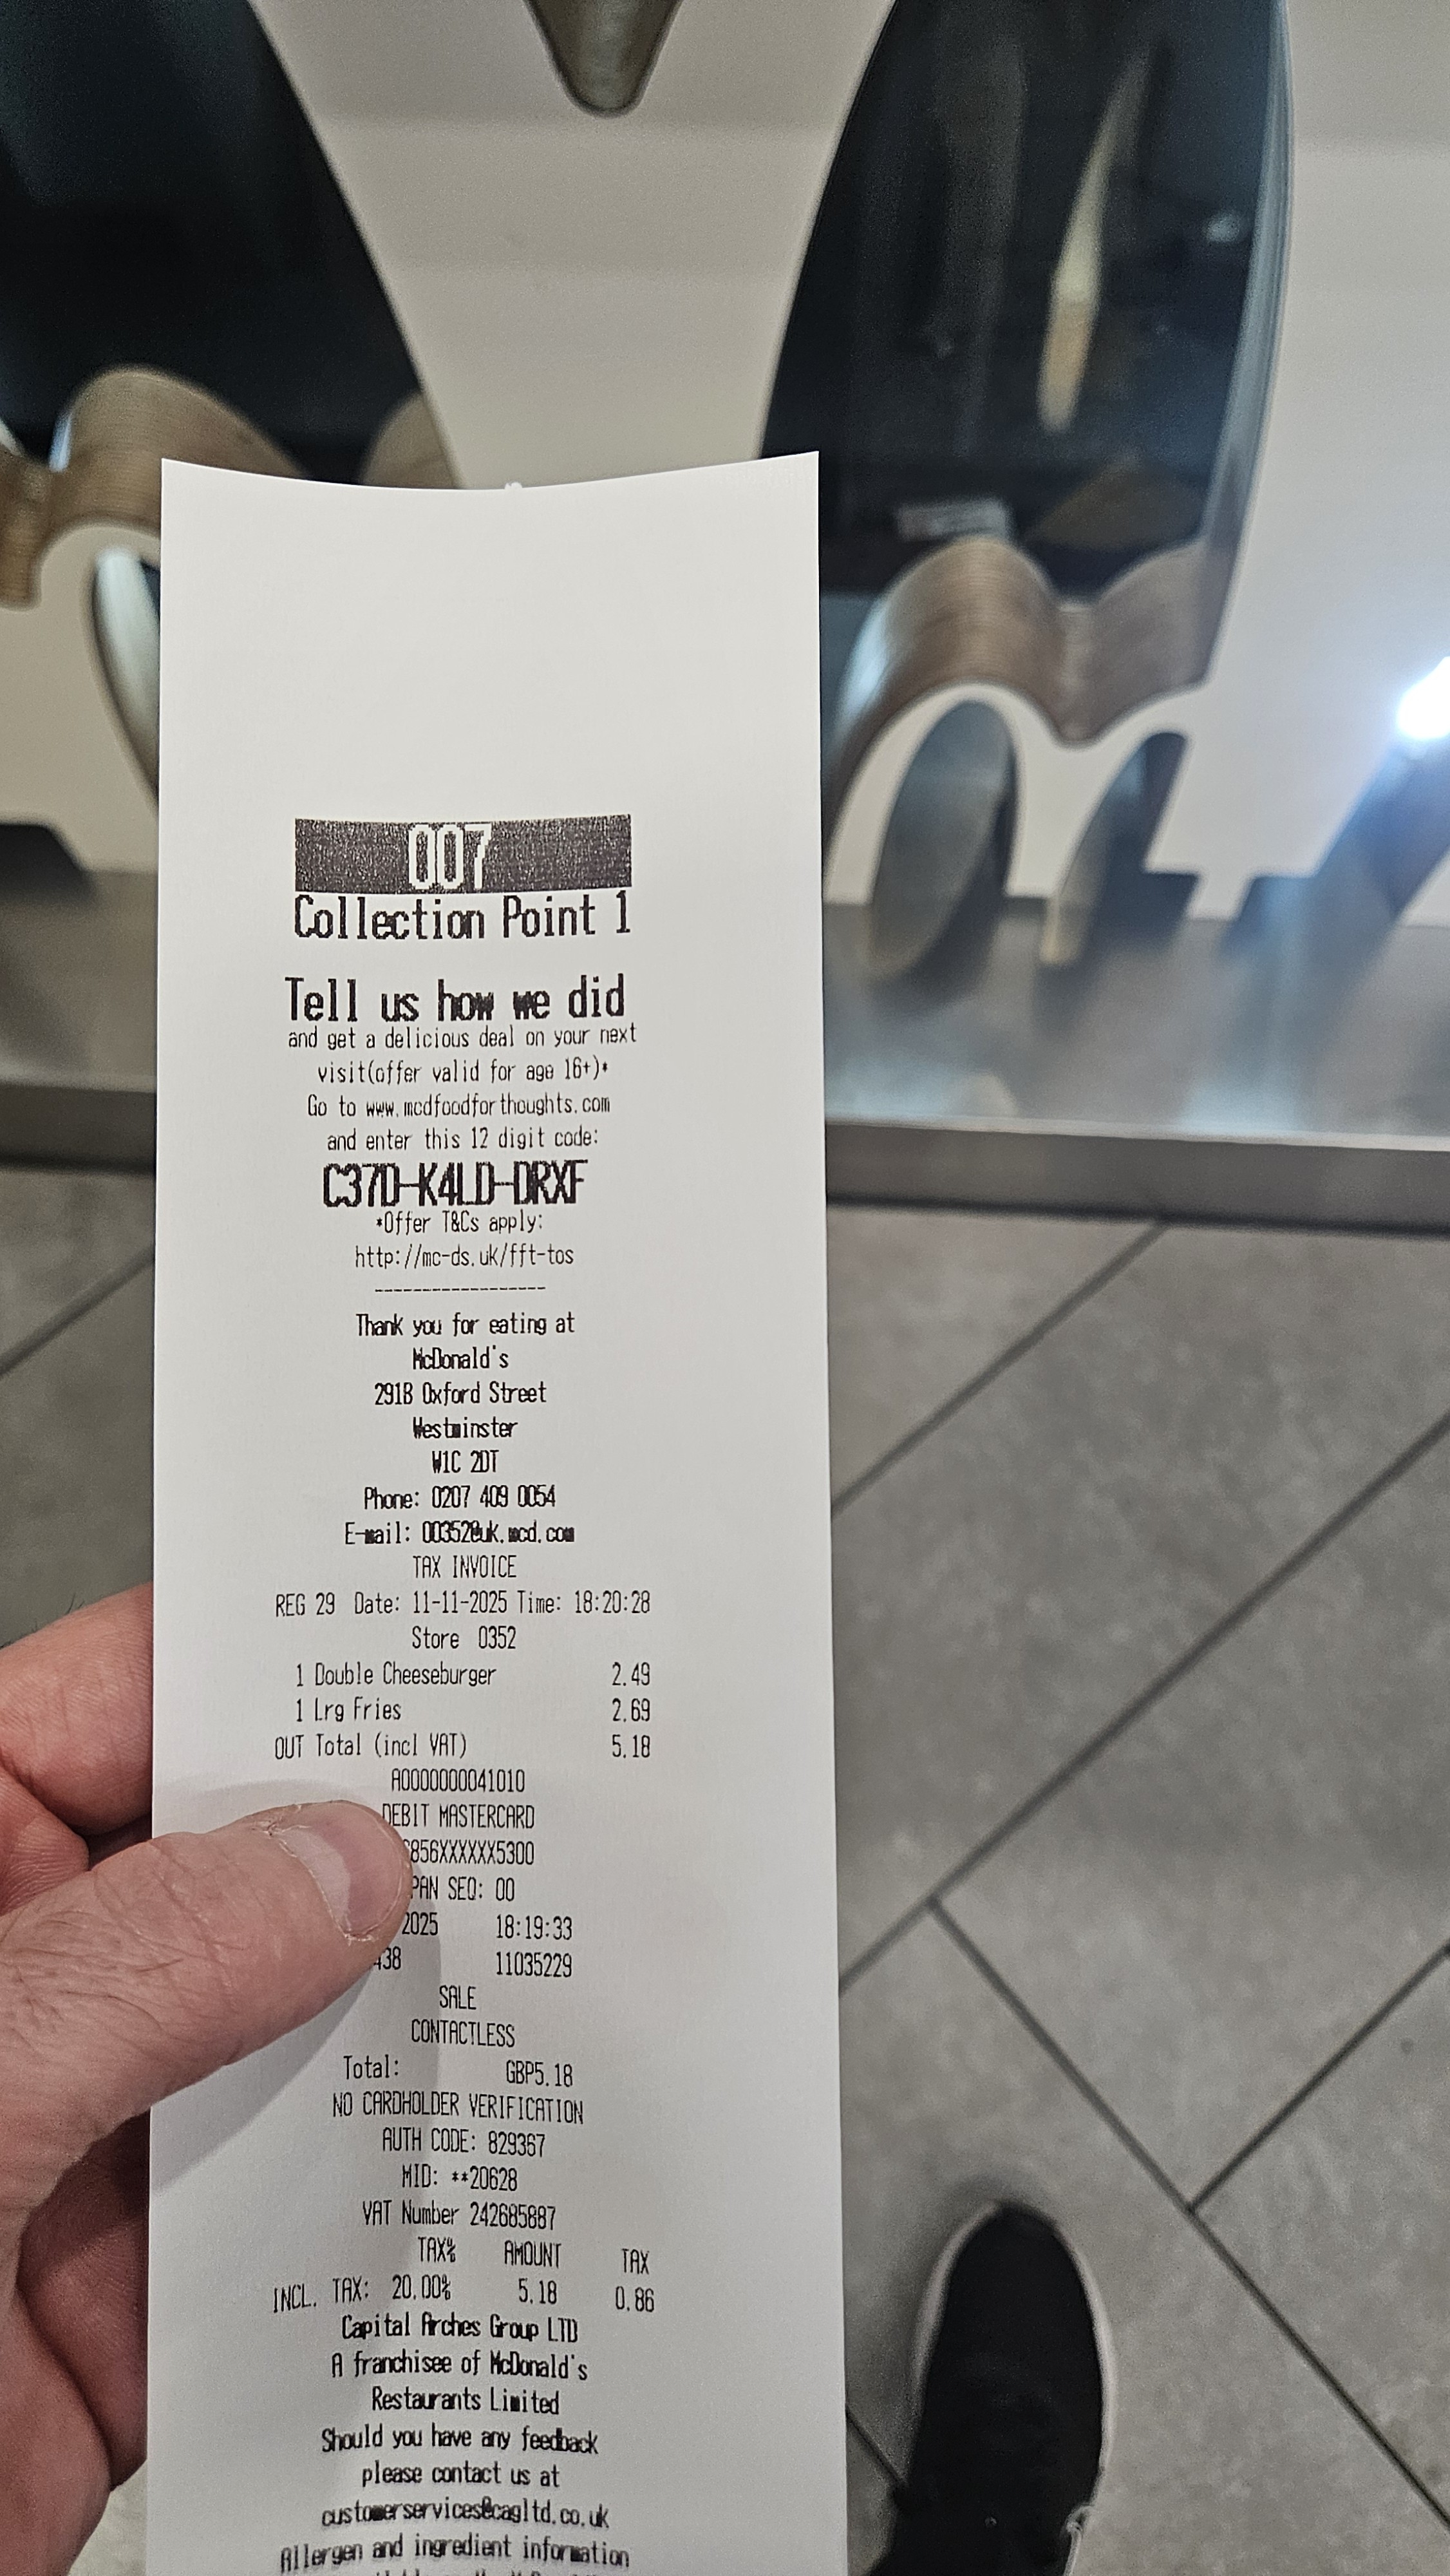 007
Collection Point 1
Tell us how we did
and get a delicious deal on your next
visit(offer valid for age 16+)*
Go to www.mcdfoodforthoughts.com
and enter this 12 digit code:
C37D-K4LD-DRXF
*Offer T&Cs apply:
http://mc-ds.uk/fft-tos
------------------
Thank you for eating at
McDonald's
291B Oxford Street
Westminster
W1C 2DT
Phone: 0207 409 0054
E-mail: 00352@uk.mcd.com
TAX INVOICE
REG 29 Date: 11-11-2025 Time: 18:20:28
Store 0352
1 Double Cheeseburger 2.49
1 Lrg Fries 2.69
OUT Total (incl VAT) 5.18
A0000000041010
DEBIT MASTERCARD
856XXXXXX5300
PAN SEQ: 00
2025 18:19:33
438 11035229
SALE
CONTACTLESS
Total: GBP5.18
NO CARDHOLDER VERIFICATION
AUTH CODE: 829367
MID: **20628
VAT Number 242685887
TAX% AMOUNT TAX
INCL. TAX: 20.00% 5.18 0.86
Capital Arches Group LTD
A franchisee of McDonald's
Restaurants Limited
Should you have any feedback
please contact us at
customerservices@cagltd.co.uk
Allergen and ingredient information